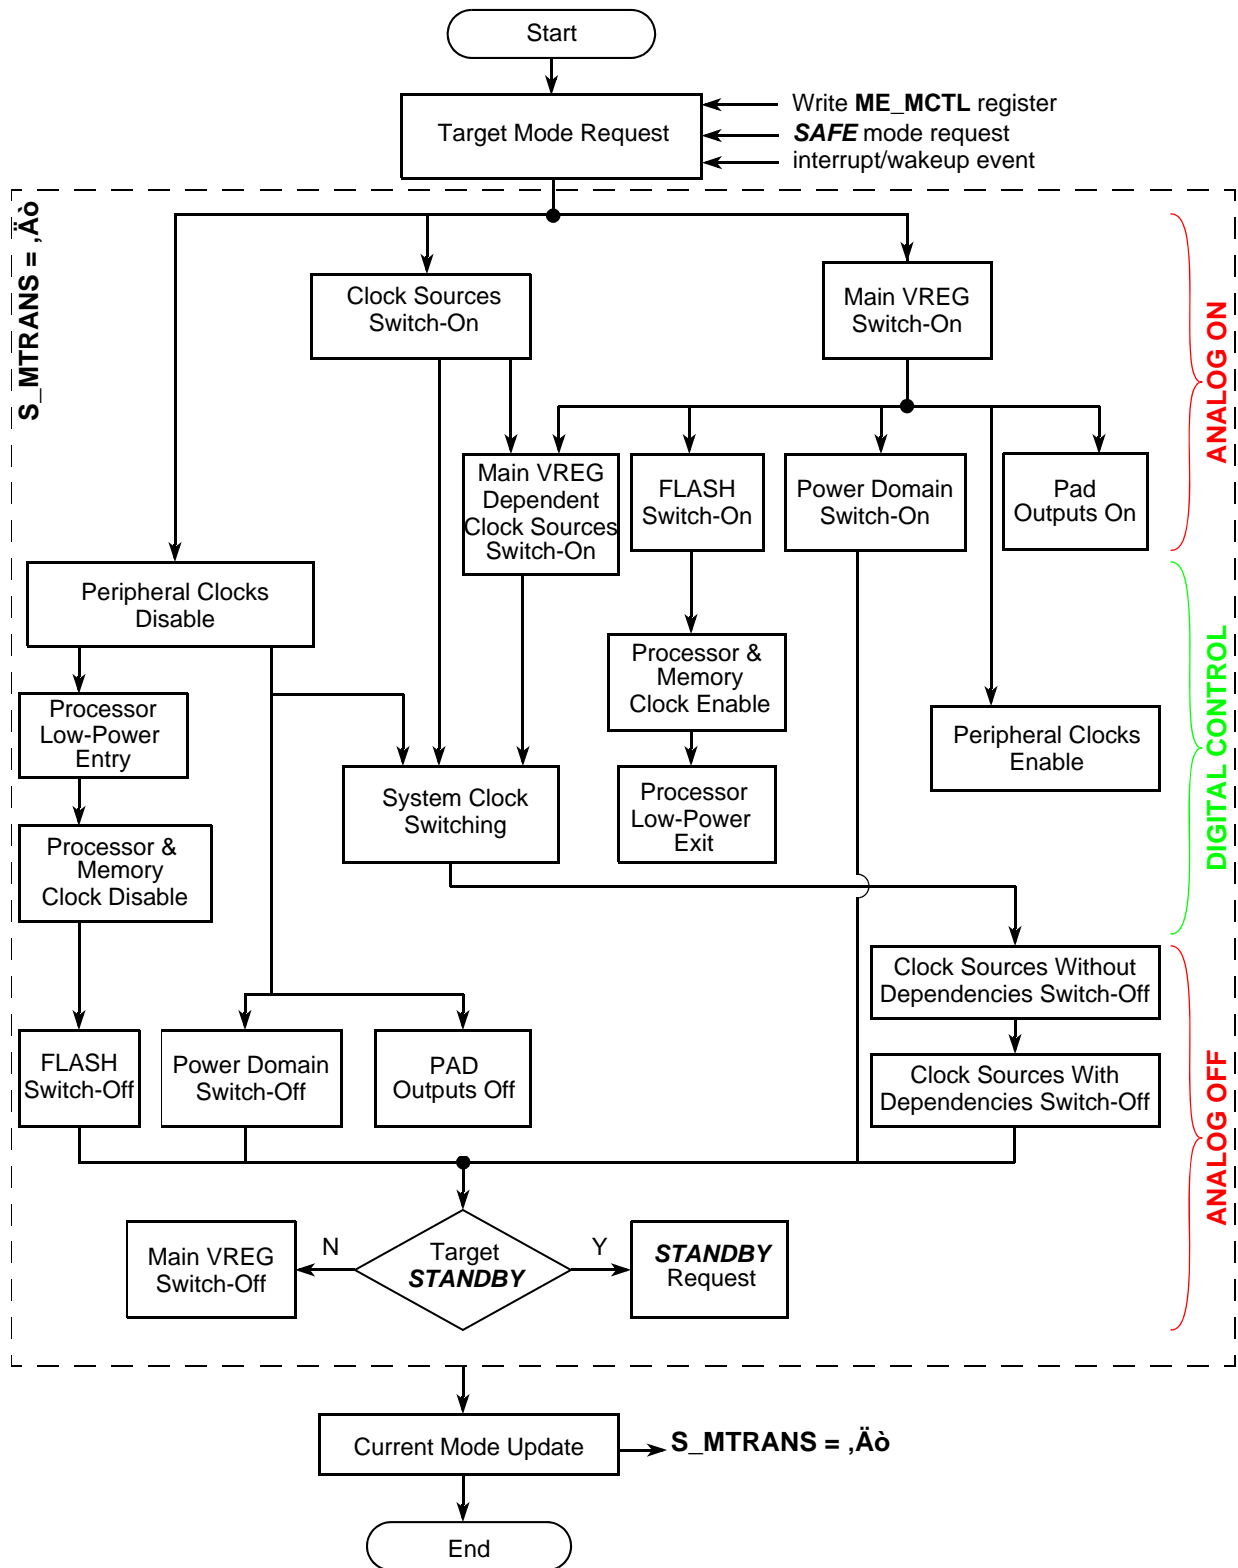 Start
Target Mode Request
Write ME_MCTL register
SAFE mode request
interrupt/wakeup event
S_MTRANS = ‚Äò
ANALOG ON
Clock Sources
Switch-On
Main VREG
Switch-On
Main VREG
Dependent
Clock Sources
Switch-On
FLASH
Switch-On
Power Domain
Switch-On
Pad
Outputs On
DIGITAL CONTROL
Peripheral Clocks
Disable
Processor &
Memory
Clock Enable
Processor
Low-Power
Entry
Peripheral Clocks
Enable
System Clock
Switching
Processor
Low-Power
Exit
Processor &
Memory
Clock Disable
ANALOG OFF
Clock Sources Without
Dependencies Switch-Off
FLASH
Switch-Off
Power Domain
Switch-Off
PAD
Outputs Off
Clock Sources With
Dependencies Switch-Off
Main VREG
Switch-Off
N
Target
STANDBY
Y
STANDBY
Request
Current Mode Update
S_MTRANS = ‚Äò
End